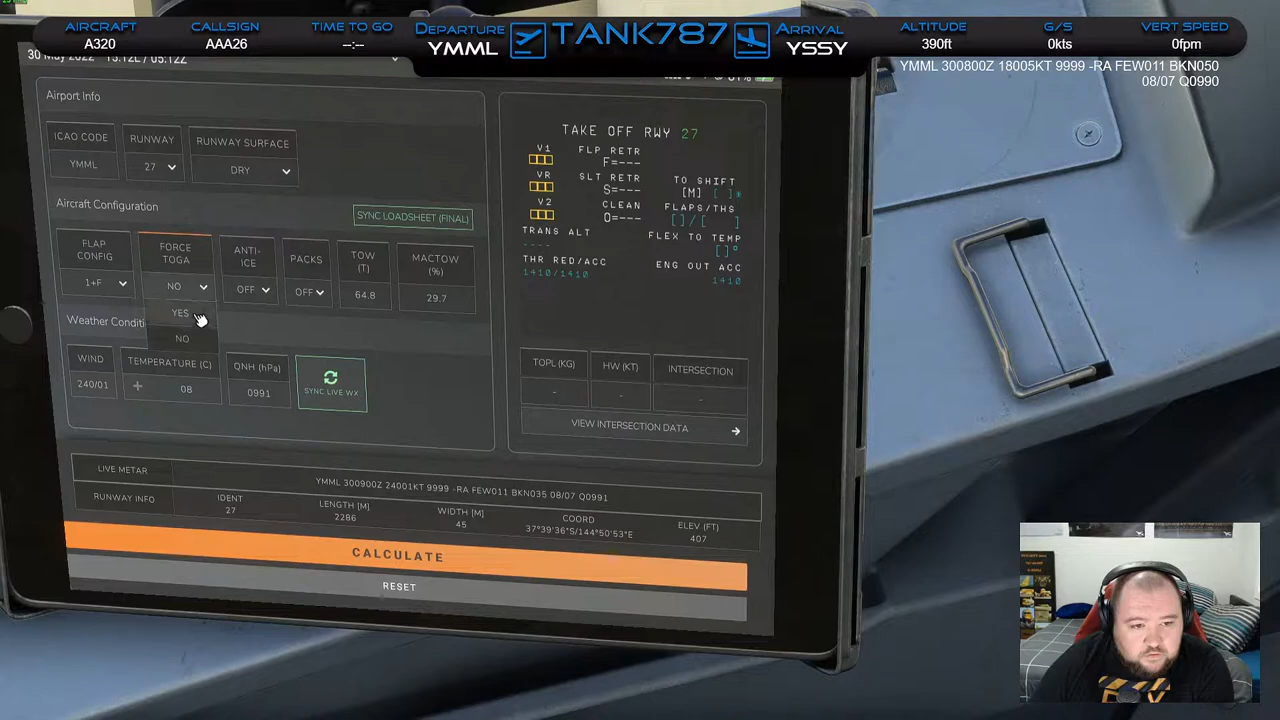 AIRCRAFT
A320
CALLSIGN
AAA26
TIME TO GO
--:--
DEPARTURE
YMML
TANK787
ARRIVAL
YSSY
ALTITUDE
390ft
G/S
0kts
VERT SPEED
0fpm
YMML 300800Z 18005KT 9999 -RA FEW011 BKN050
08/07 Q0990
Airport Info
ICAO CODE
YMML
RUNWAY
27
RUNWAY SURFACE
DRY
Aircraft Configuration
SYNC LOADSHEET (FINAL)
FLAP
CONFIG
1+F
FORCE
TOGA
NO
YES
NO
ANTI-
ICE
OFF
PACKS
OFF
TOW
(T)
64.8
MACTOW
(%)
29.7
Weather Conditi
WIND
240/01
TEMPERATURE (C)
+
08
QNH (hPa)
0991
SYNC LIVE WX
TAKE OFF RWY 27
V1
FLP RETR
F=---
VR
SLT RETR
S=---
TO SHIFT
[M] [ ]*
V2
CLEAN
O=---
FLAPS/THS
[]/[ ]
TRANS ALT
----
FLEX TO TEMP
[]°
THR RED/ACC
1410/1410
ENG OUT ACC
1410
TOPL (KG)
-
HW (KT)
-
INTERSECTION
-
VIEW INTERSECTION DATA
LIVE METAR
YMML 300900Z 24001KT 9999 -RA FEW011 BKN035 08/07 Q0991
RUNWAY INFO
IDENT
27
LENGTH [M]
2286
WIDTH [M]
45
COORD
37°39'36"S/144°50'53"E
ELEV (FT)
407
CALCULATE
RESET